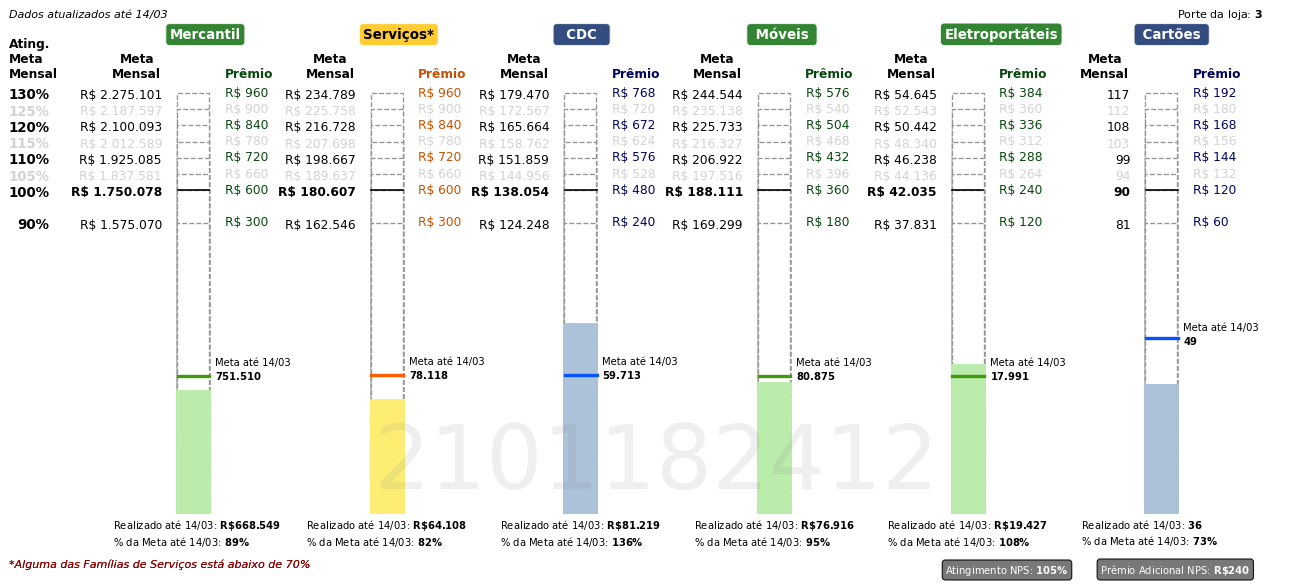 Dados atualizados até 14/03
Porte da loja: 3
Mercantil Serviços* CDC Móveis Eletroportáteis Cartões
Ating.
Meta Meta Meta Meta Meta Meta Meta
Mensal Mensal Prêmio Mensal Prêmio Mensal Prêmio Mensal Prêmio Mensal Prêmio Mensal Prêmio
130% R$ 2.275.101 R$ 960 R$ 234.789 R$ 960 R$ 179.470 R$ 768 R$ 244.544 R$ 576 R$ 54.645 R$ 384 117 R$ 192
125% R$ 2.187.597 R$ 900 R$ 225.758 R$ 900 R$ 172.567 R$ 720 R$ 235.138 R$ 540 R$ 52.543 R$ 360 112 R$ 180
120% R$ 2.100.093 R$ 840 R$ 216.728 R$ 840 R$ 165.664 R$ 672 R$ 225.733 R$ 504 R$ 50.442 R$ 336 108 R$ 168
115% R$ 2.012.589 R$ 780 R$ 207.698 R$ 780 R$ 158.762 R$ 624 R$ 216.327 R$ 468 R$ 48.340 R$ 312 103 R$ 156
110% R$ 1.925.085 R$ 720 R$ 198.667 R$ 720 R$ 151.859 R$ 576 R$ 206.922 R$ 432 R$ 46.238 R$ 288 99 R$ 144
105% R$ 1.837.581 R$ 660 R$ 189.637 R$ 660 R$ 144.956 R$ 528 R$ 197.516 R$ 396 R$ 44.136 R$ 264 94 R$ 132
100% R$ 1.750.078 R$ 600 R$ 180.607 R$ 600 R$ 138.054 R$ 480 R$ 188.111 R$ 360 R$ 42.035 R$ 240 90 R$ 120
90% R$ 1.575.070 R$ 300 R$ 162.546 R$ 300 R$ 124.248 R$ 240 R$ 169.299 R$ 180 R$ 37.831 R$ 120 81 R$ 60
Meta até 14/03
49
Meta até 14/03 Meta até 14/03 Meta até 14/03 Meta até 14/03 Meta até 14/03
751.510 78.118 59.713 80.875 17.991
2101182412
Realizado até 14/03: R$668.549 Realizado até 14/03: R$64.108 Realizado até 14/03: R$81.219 Realizado até 14/03: R$76.916 Realizado até 14/03: R$19.427 Realizado até 14/03: 36
% da Meta até 14/03: 89% % da Meta até 14/03: 82% % da Meta até 14/03: 136% % da Meta até 14/03: 95% % da Meta até 14/03: 108% % da Meta até 14/03: 73%
*Alguma das Famílias de Serviços está abaixo de 70%
Atingimento NPS: 105% Prêmio Adicional NPS: R$240